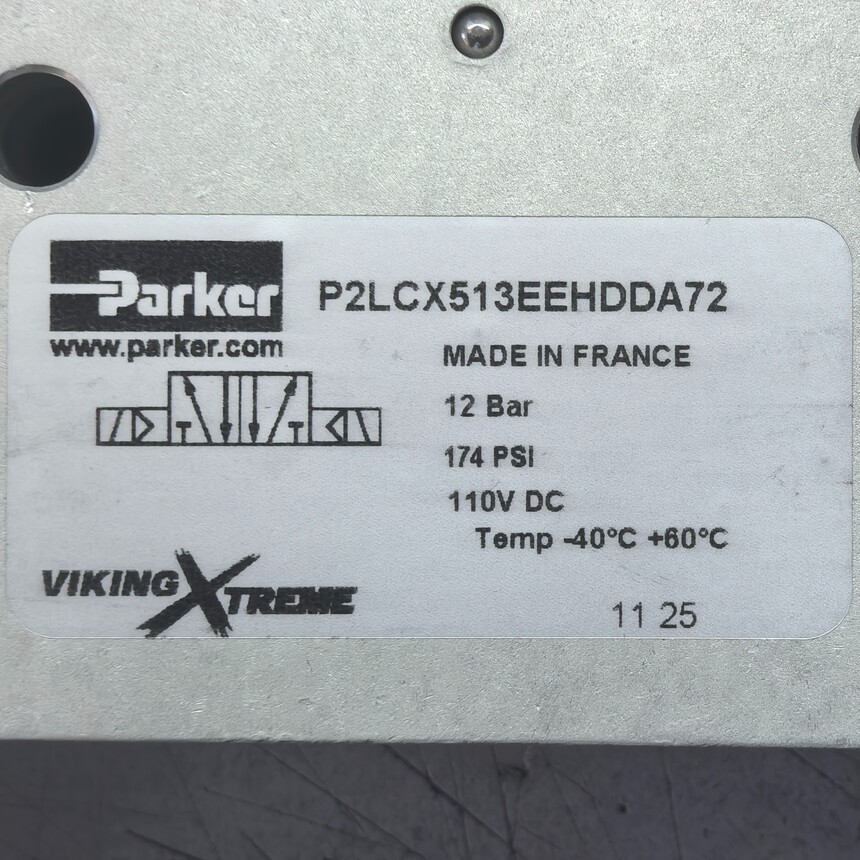 Parker
P2LCX513EEHDDA72
www.parker.com
MADE IN FRANCE
12 Bar
174 PSI
110V DC
Temp -40°C +60°C
VIKING XTREME
11 25